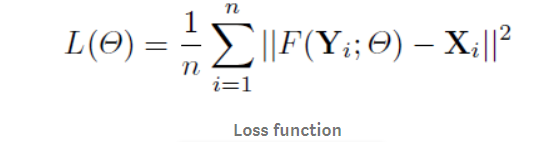 L(Θ) = 1/n ∑_{i=1}^{n} ||F(Y_i; Θ) − X_i||^2
Loss function